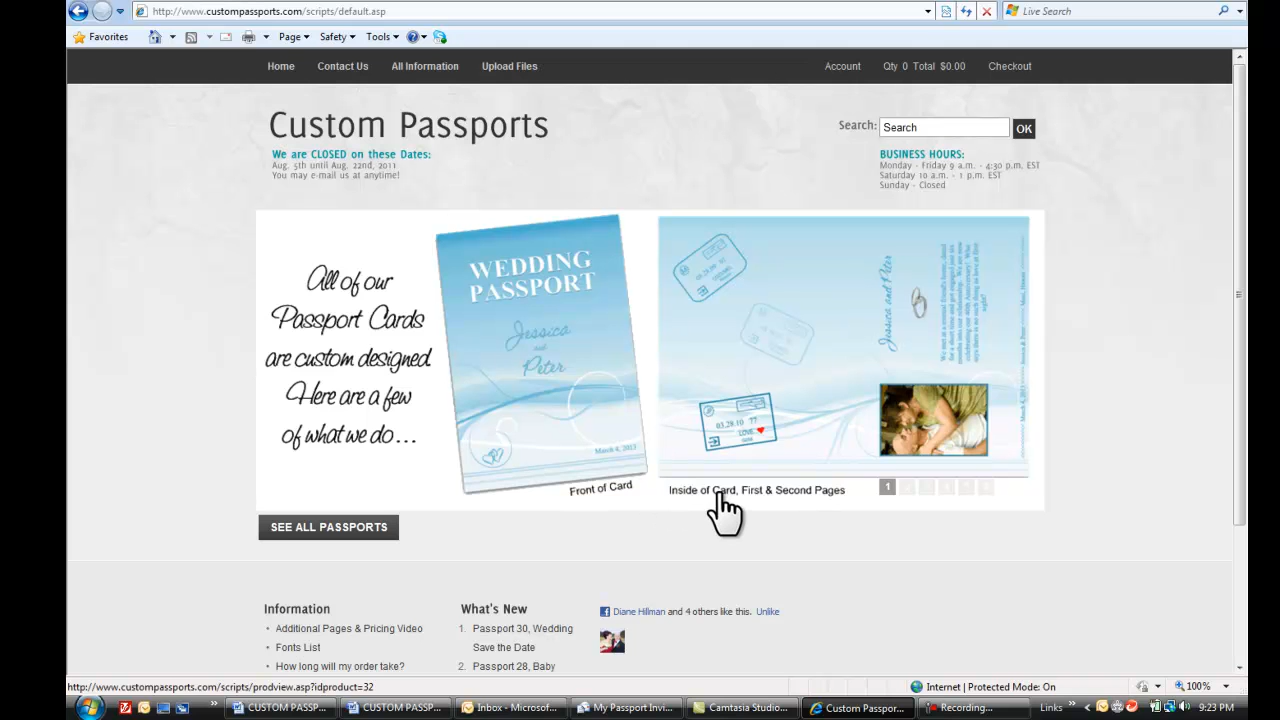 http://www.custompassports.com/scripts/default.asp
Live Search
Favorites
Page
Safety
Tools
Home
Contact Us
All Information
Upload Files
Account
Qty 0 Total $0.00
Checkout
Custom Passports
Search:
Search
OK
We are CLOSED on these Dates:
Aug. 5th until Aug. 22nd, 2011
You may e-mail us at anytime!
BUSINESS HOURS:
Monday - Friday 9 a.m. - 4:30 p.m. EST
Saturday 10 a.m. - 1 p.m. EST
Sunday - Closed
All of our
Passport Cards
are custom designed.
Here are a few
of what we do...
WEDDING
PASSPORT
Jessica
and
Peter
March 4, 2013
Front of Card
03.28.10
LOVE
Jessica and Peter
Inside of Card, First & Second Pages
1
SEE ALL PASSPORTS
Information
• Additional Pages & Pricing Video
• Fonts List
• How long will my order take?
What's New
1. Passport 30, Wedding
Save the Date
2. Passport 28, Baby
Diane Hillman and 4 others like this. Unlike
http://www.custompassports.com/scripts/prodview.asp?idproduct=32
Internet | Protected Mode: On
100%
CUSTOM PASSP...
CUSTOM PASSP...
Inbox - Microsof...
My Passport Invi...
Camtasia Studio...
Custom Passpor...
Recording...
Links
9:23 PM